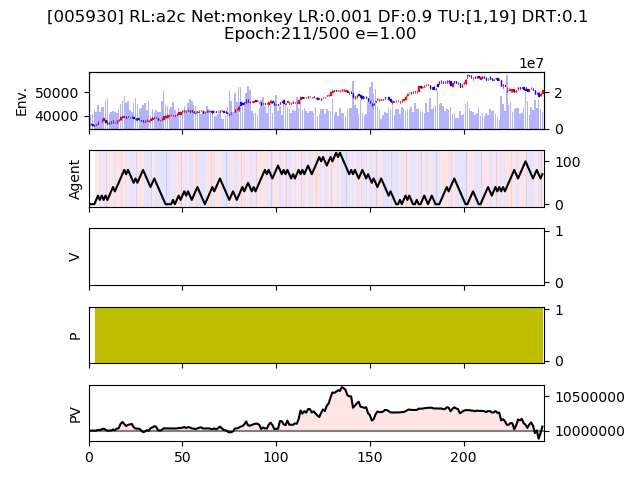 [005930] RL:a2c Net:monkey LR:0.001 DF:0.9 TU:[1,19] DRT:0.1
Epoch:211/500 e=1.00
1e7
Env.
50000
40000
2
0
Agent
100
0
V
1
0
P
1
0
PV
10500000
10000000
0
50
100
150
200